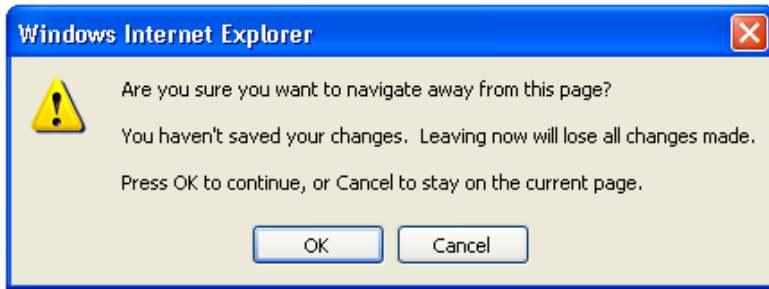 Windows Internet Explorer
Are you sure you want to navigate away from this page?
You haven't saved your changes.  Leaving now will lose all changes made.
Press OK to continue, or Cancel to stay on the current page.
OK
Cancel